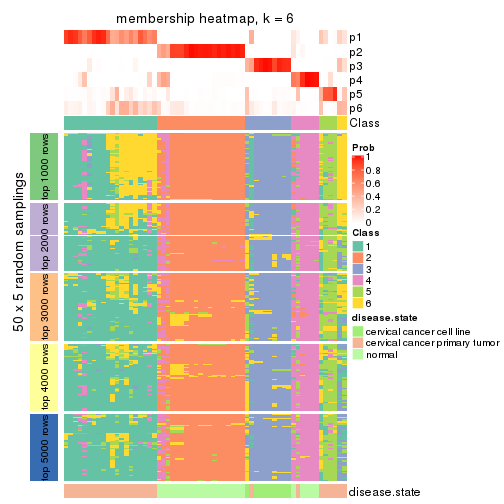 membership heatmap, k = 6
p1
p2
p3
p4
p5
p6
Class
50 x 5 random samplings
top 1000 rows
top 2000 rows
top 3000 rows
top 4000 rows
top 5000 rows
Prob
1
0.8
0.6
0.4
0.2
0
Class
1
2
3
4
5
6
disease.state
cervical cancer cell line
cervical cancer primary tumor
normal
disease.state